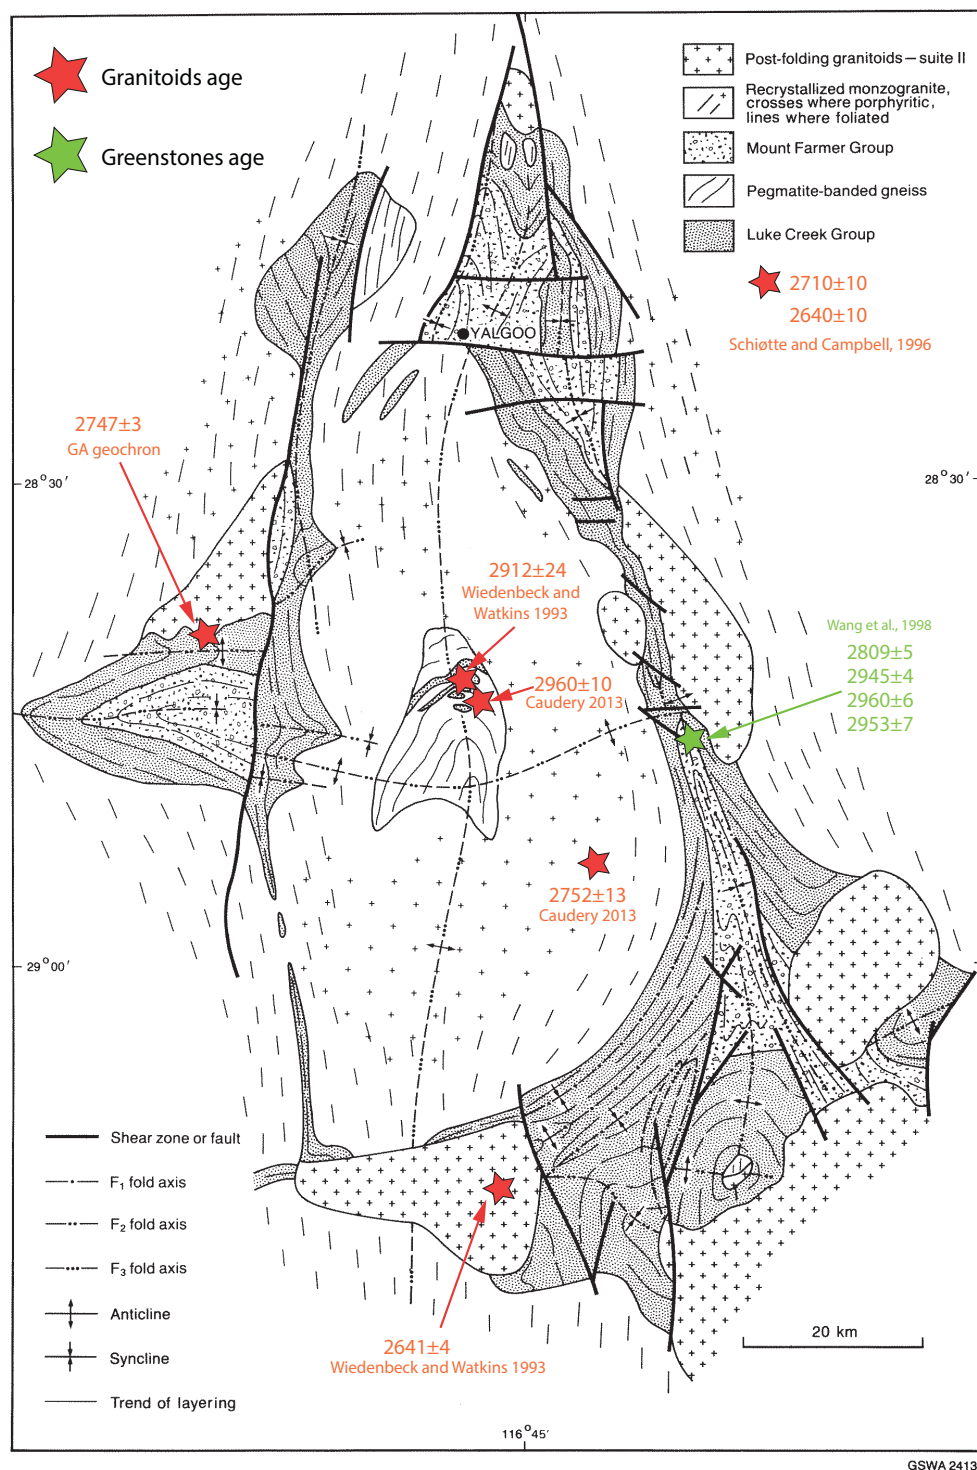 Granitoids age
Greenstones age
Post-folding granitoids — suite II
Recrystallized monzogranite,
crosses where porphyritic,
lines where foliated
Mount Farmer Group
Pegmatite-banded gneiss
Luke Creek Group
2710±10
2640±10
Schiøtte and Campbell, 1996
YALGOO
2747±3
GA geochron
28°30'
28°30'
2912±24
Wiedenbeck and
Watkins 1993
2960±10
Caudery 2013
Wang et al., 1998
2809±5
2945±4
2960±6
2953±7
2752±13
Caudery 2013
29°00'
Shear zone or fault
F1 fold axis
F2 fold axis
F3 fold axis
Anticline
Syncline
Trend of layering
2641±4
Wiedenbeck and Watkins 1993
20 km
116°45'
GSWA 2413